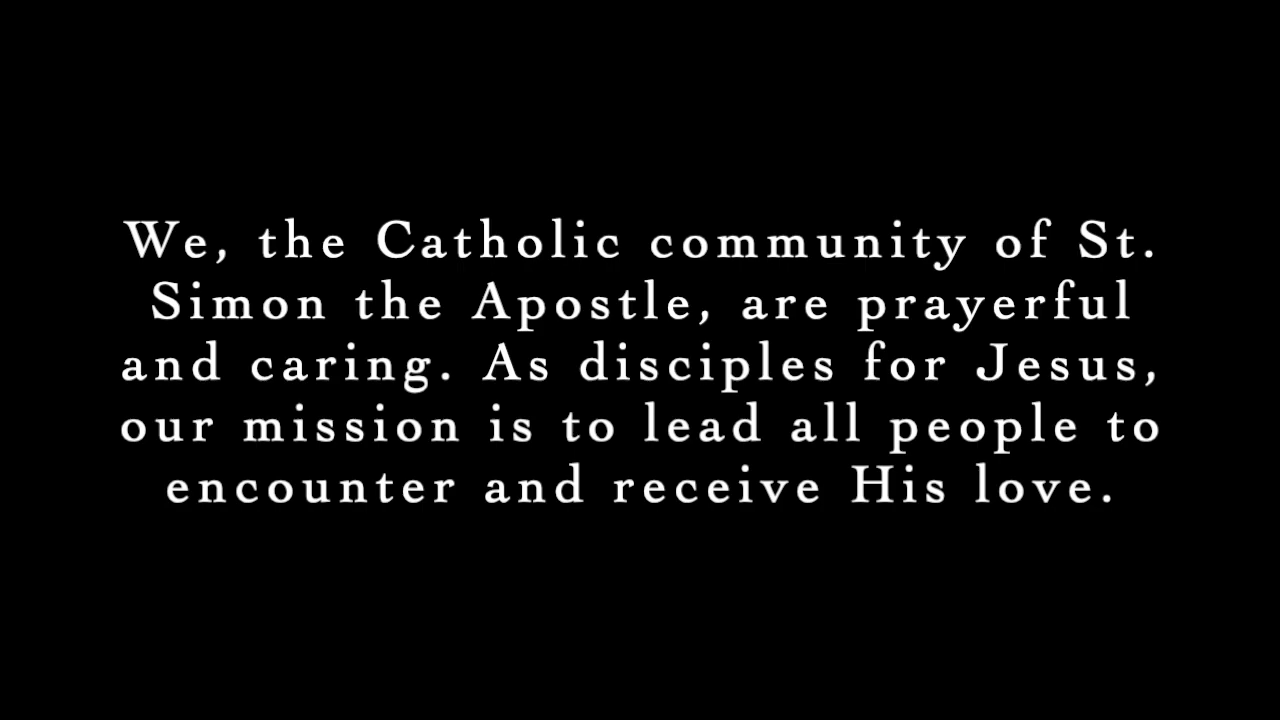 We, the Catholic community of St.
Simon the Apostle, are prayerful
and caring. As disciples for Jesus,
our mission is to lead all people to
encounter and receive His love.